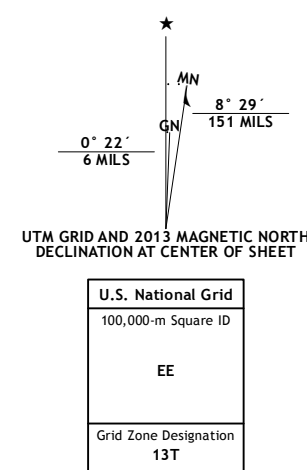 ★
MN
8° 29´
151 MILS
GN
0° 22´
6 MILS
UTM GRID AND 2013 MAGNETIC NORTH
DECLINATION AT CENTER OF SHEET
U.S. National Grid
100,000-m Square ID
EE
Grid Zone Designation
13T